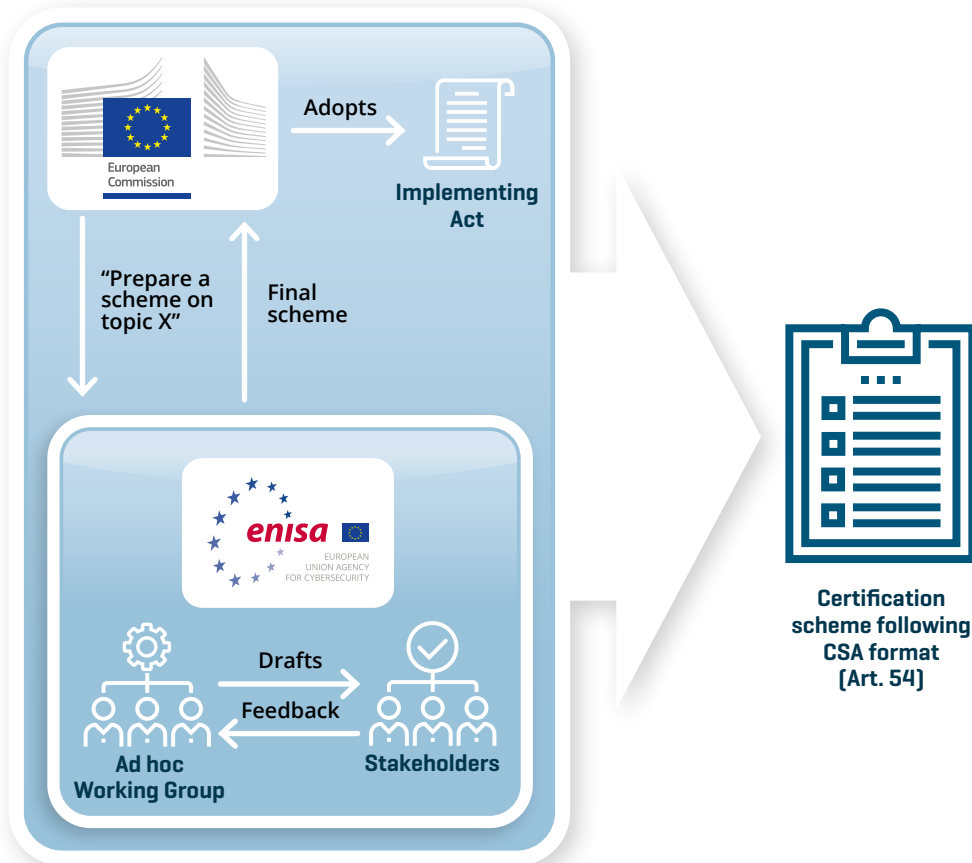 European
Commission
Adopts
Implementing
Act
“Prepare a
scheme on
topic X”
Final
scheme
enisa
EUROPEAN
UNION AGENCY
FOR CYBERSECURITY
Drafts
Feedback
Ad hoc
Working Group
Stakeholders
Certification
scheme following
CSA format
(Art. 54)